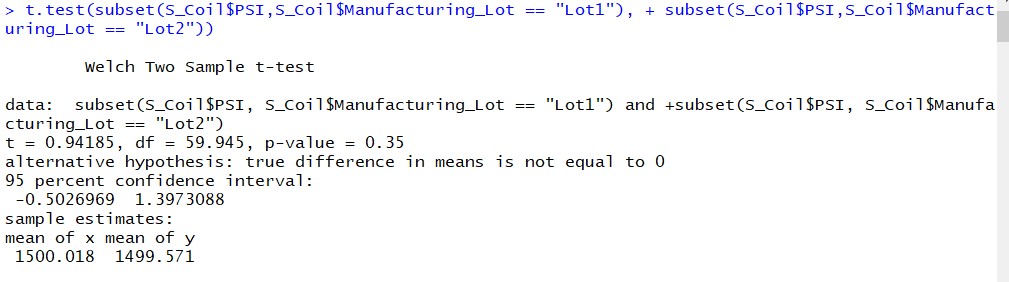 > t.test(subset(S_Coil$PSI,S_Coil$Manufacturing_Lot == "Lot1"), + subset(S_Coil$PSI,S_Coil$Manufact
uring_Lot == "Lot2"))
Welch Two Sample t-test
data:  subset(S_Coil$PSI, S_Coil$Manufacturing_Lot == "Lot1") and +subset(S_Coil$PSI, S_Coil$Manufa
cturing_Lot == "Lot2")
t = 0.94185, df = 59.945, p-value = 0.35
alternative hypothesis: true difference in means is not equal to 0
95 percent confidence interval:
-0.5026969  1.3973088
sample estimates:
mean of x mean of y
1500.018  1499.571